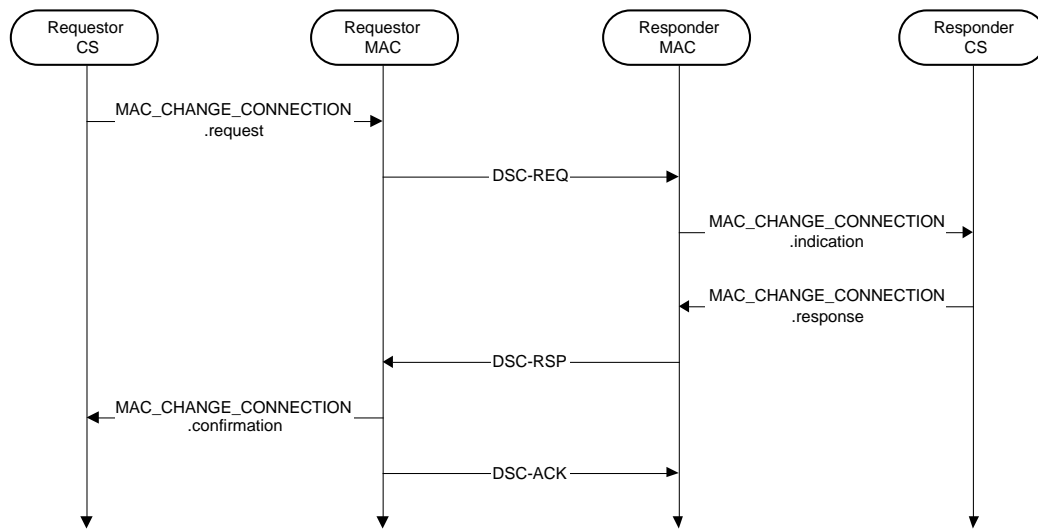 Requestor
CS
Requestor
MAC
Responder
MAC
Responder
CS
MAC_CHANGE_CONNECTION
.request
DSC-REQ
MAC_CHANGE_CONNECTION
.indication
MAC_CHANGE_CONNECTION
.response
DSC-RSP
MAC_CHANGE_CONNECTION
.confirmation
DSC-ACK